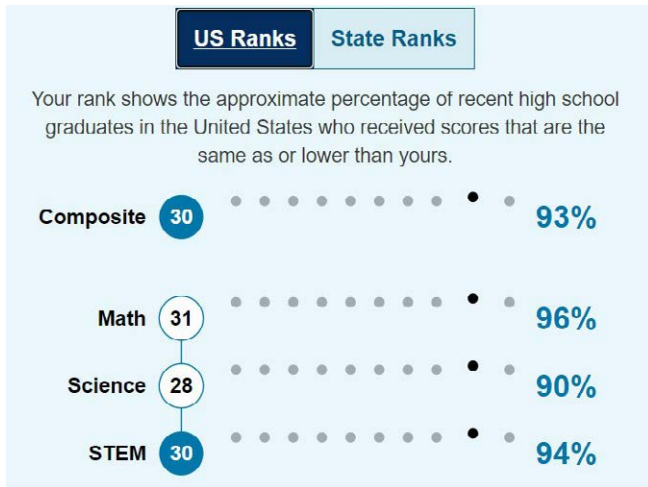 US Ranks State Ranks
Your rank shows the approximate percentage of recent high school
graduates in the United States who received scores that are the
same as or lower than yours.
Composite 30 93%
Math 31 96%
Science 28 90%
STEM 30 94%